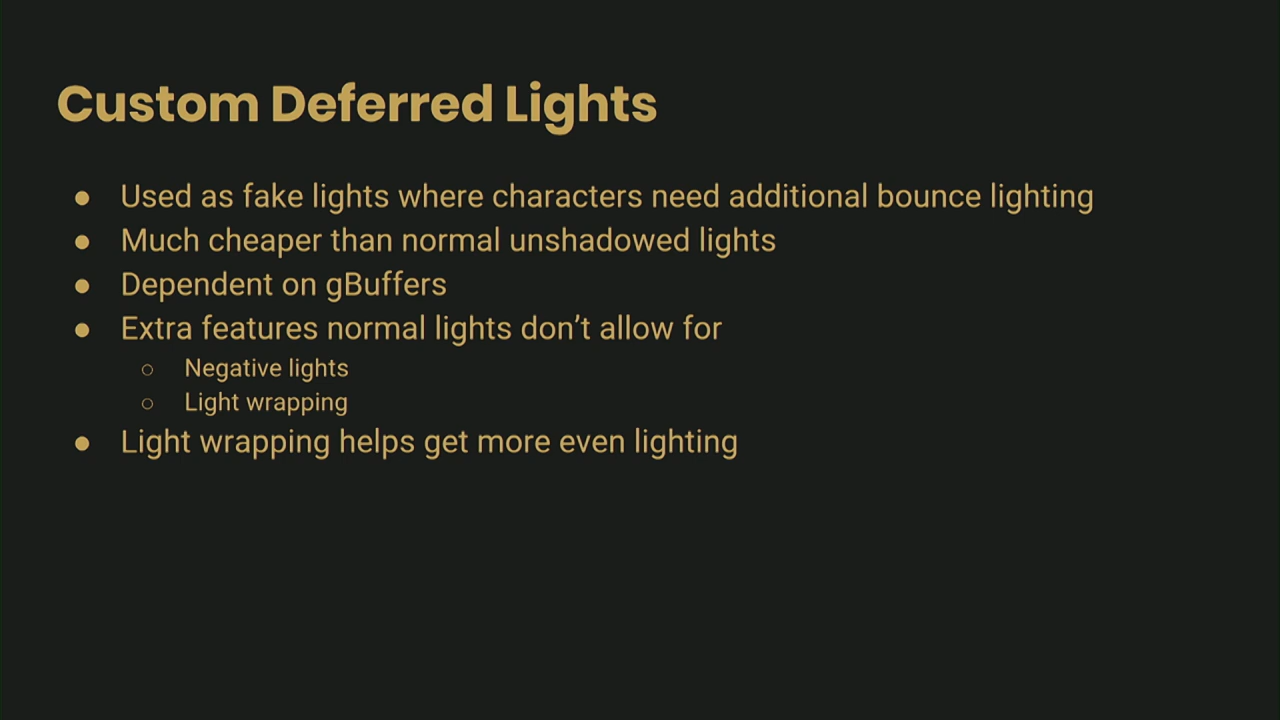 Custom Deferred Lights
● Used as fake lights where characters need additional bounce lighting
● Much cheaper than normal unshadowed lights
● Dependent on gBuffers
● Extra features normal lights don’t allow for
○ Negative lights
○ Light wrapping
● Light wrapping helps get more even lighting